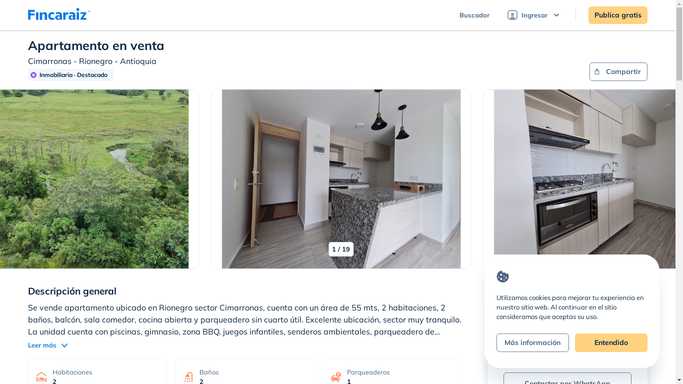 Fincaraiz
Buscador
Ingresar
Publica gratis
Apartamento en venta
Cimarronas - Rionegro - Antioquia
Inmobiliaria · Destacado
Compartir
1 / 19
Descripción general
Se vende apartamento ubicado en Rionegro sector Cimarronas, cuenta con un área de 55 mts, 2 habitaciones, 2
baños, balcón, sala comedor, cocina abierta y parqueadero sin cuarto útil. Excelente ubicación, sector muy tranquilo.
La unidad cuenta con piscinas, gimnasio, zona BBQ, juegos infantiles, senderos ambientales, parqueadero de...
Leer más
Habitaciones
2
Baños
2
Parqueaderos
1
Utilizamos cookies para mejorar tu experiencia en
nuestro sitio web. Al continuar en el sitio
consideramos que aceptas su uso.
Más información
Entendido
Contactar por WhatsApp